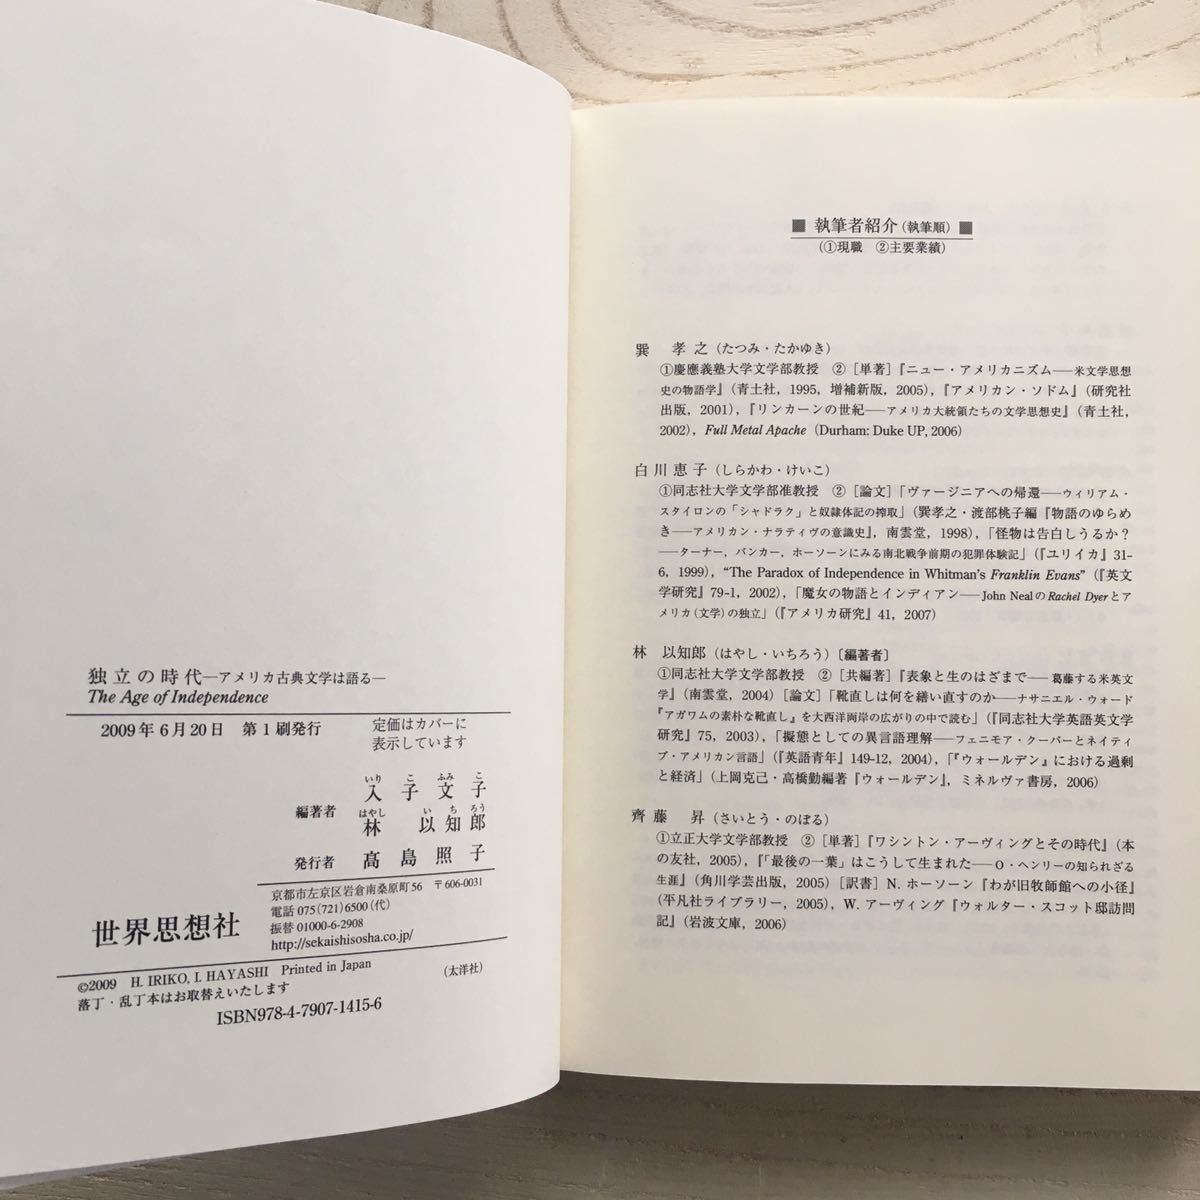 独立の時代―アメリカ古典文学は語る―
The Age of Independence
2009年6月20日 第1刷発行
定価はカバーに
表示しています
いり こ ふみ こ
編著者 入子文子
はやし い ち ろう
林 以知郎
発行者 髙島照子
世界思想社
京都市左京区岩倉南桑原町56 〒606-0031
電話 075(721)6500(代)
振替 01000-6-2908
http://sekaishisosha.co.jp/
©2009 H. IRIKO, I. HAYASHI Printed in Japan (太洋社)
落丁・乱丁本はお取替えいたします
ISBN978-4-7907-1415-6
■ 執筆者紹介(執筆順) ■
(①現職 ②主要業績)
巽 孝之(たつみ・たかゆき)
①慶應義塾大学文学部教授 ②[単著]『ニュー・アメリカニズム――米文学思想
史の物語学』(青土社,1995,増補新版,2005),『アメリカン・ソドム』(研究社
出版,2001),『リンカーンの世紀――アメリカ大統領たちの文学思想史』(青土社,
2002),Full Metal Apache (Durham: Duke UP, 2006)
白川恵子(しらかわ・けいこ)
①同志社大学文学部准教授 ②[論文]「ヴァージニアへの帰還――ウィリアム・
スタイロンの「シャドラク」と奴隷体記の搾取」(巽孝之・渡部桃子編『物語のゆらめ
き――アメリカン・ナラティヴの意識史』,南雲堂,1998),「怪物は告白しうるか?
――ターナー,バンカー,ホーソーンにみる南北戦争前期の犯罪体験記」(『ユリイカ』31-
6,1999),“The Paradox of Independence in Whitman's Franklin Evans”(『英文
学研究』79-1,2002),「魔女の物語とインディアン――John NealのRachel Dyerとア
メリカ(文学)の独立」(『アメリカ研究』41,2007)
林 以知郎(はやし・いちろう)〔編著者〕
①同志社大学文学部教授 ②[共編著]『表象と生のはざまで――葛藤する米英文
学』(南雲堂,2004)[論文]「靴直しは何を繕い直すのか――ナサニエル・ウォード
『アガワムの素朴な靴直し』を大西洋両岸の広がりの中で読む」(『同志社大学英語英文学
研究』75,2003),「擬態としての異言語理解――フェニモア・クーパーとネイティ
ブ・アメリカン言語」(『英語青年』149-12,2004),「『ウォールデン』における過剰
と経済」(上岡克己・高橋勤編著『ウォールデン』,ミネルヴァ書房,2006)
齊藤 昇(さいとう・のぼる)
①立正大学文学部教授 ②[単著]『ワシントン・アーヴィングとその時代』(本
の友社,2005),『「最後の一葉」はこうして生まれた――O・ヘンリーの知られざる
生涯』(角川学芸出版,2005)[訳書]N. ホーソーン『わが旧牧師館への小径』
(平凡社ライブラリー,2005),W. アーヴィング『ウォルター・スコット邸訪問
記』(岩波文庫,2006)